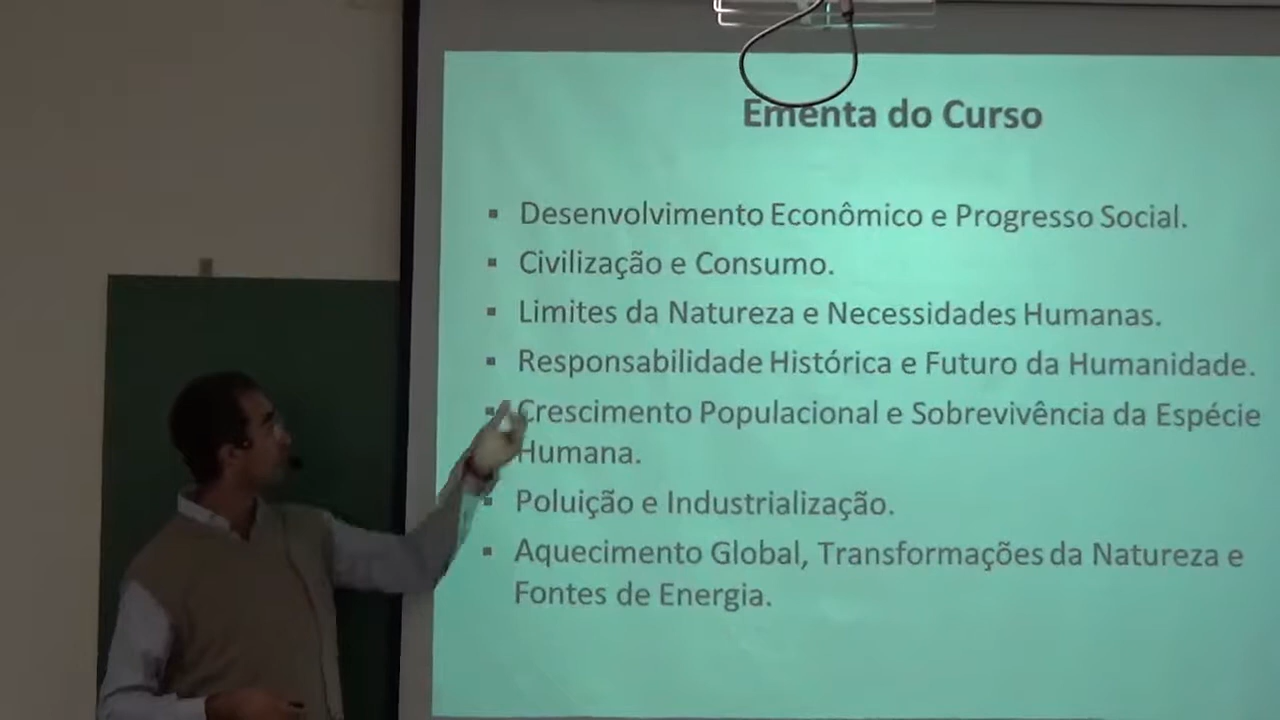 Ementa do Curso
▪ Desenvolvimento Econômico e Progresso Social.
▪ Civilização e Consumo.
▪ Limites da Natureza e Necessidades Humanas.
▪ Responsabilidade Histórica e Futuro da Humanidade.
▪ Crescimento Populacional e Sobrevivência da Espécie
Humana.
▪ Poluição e Industrialização.
▪ Aquecimento Global, Transformações da Natureza e
Fontes de Energia.